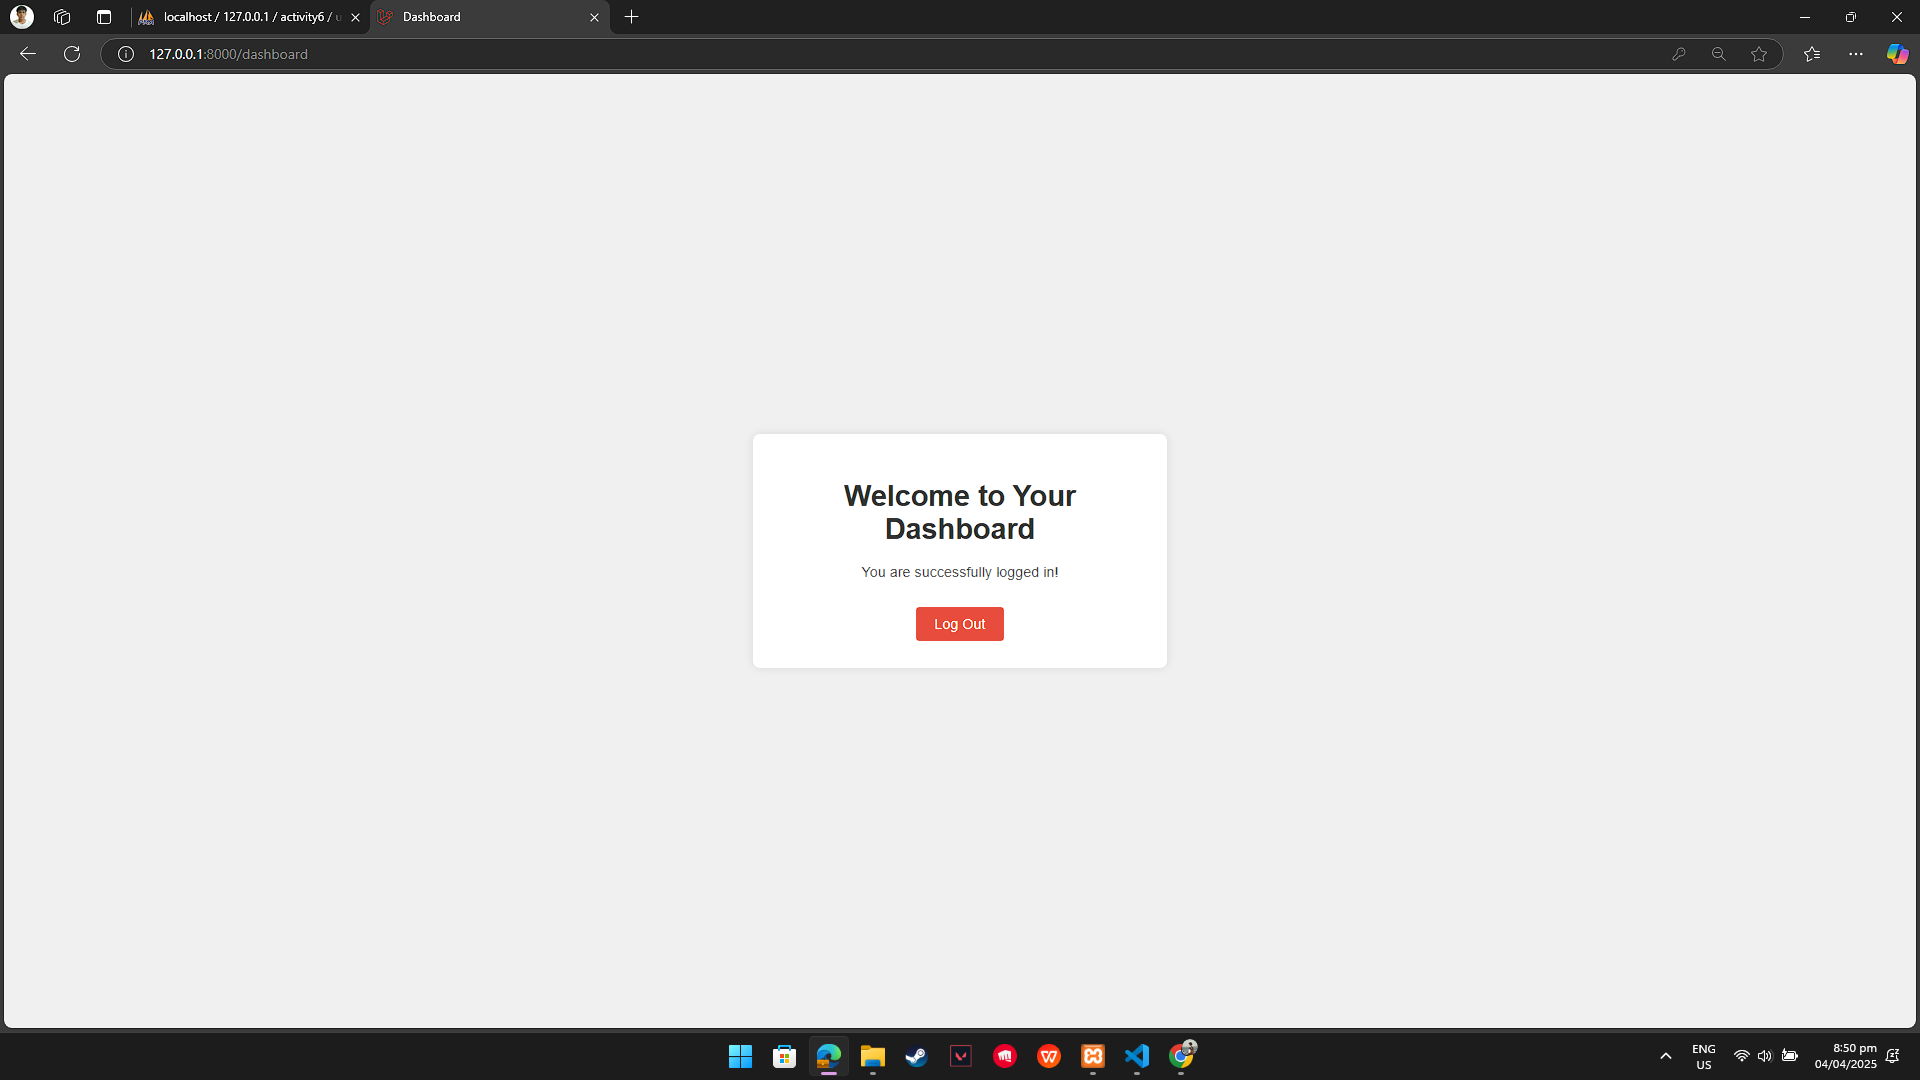 localhost / 127.0.0.1 / activity6 / u
Dashboard
127.0.0.1:8000/dashboard
Welcome to Your
Dashboard
You are successfully logged in!
Log Out
ENG
US
8:50 pm
04/04/2025